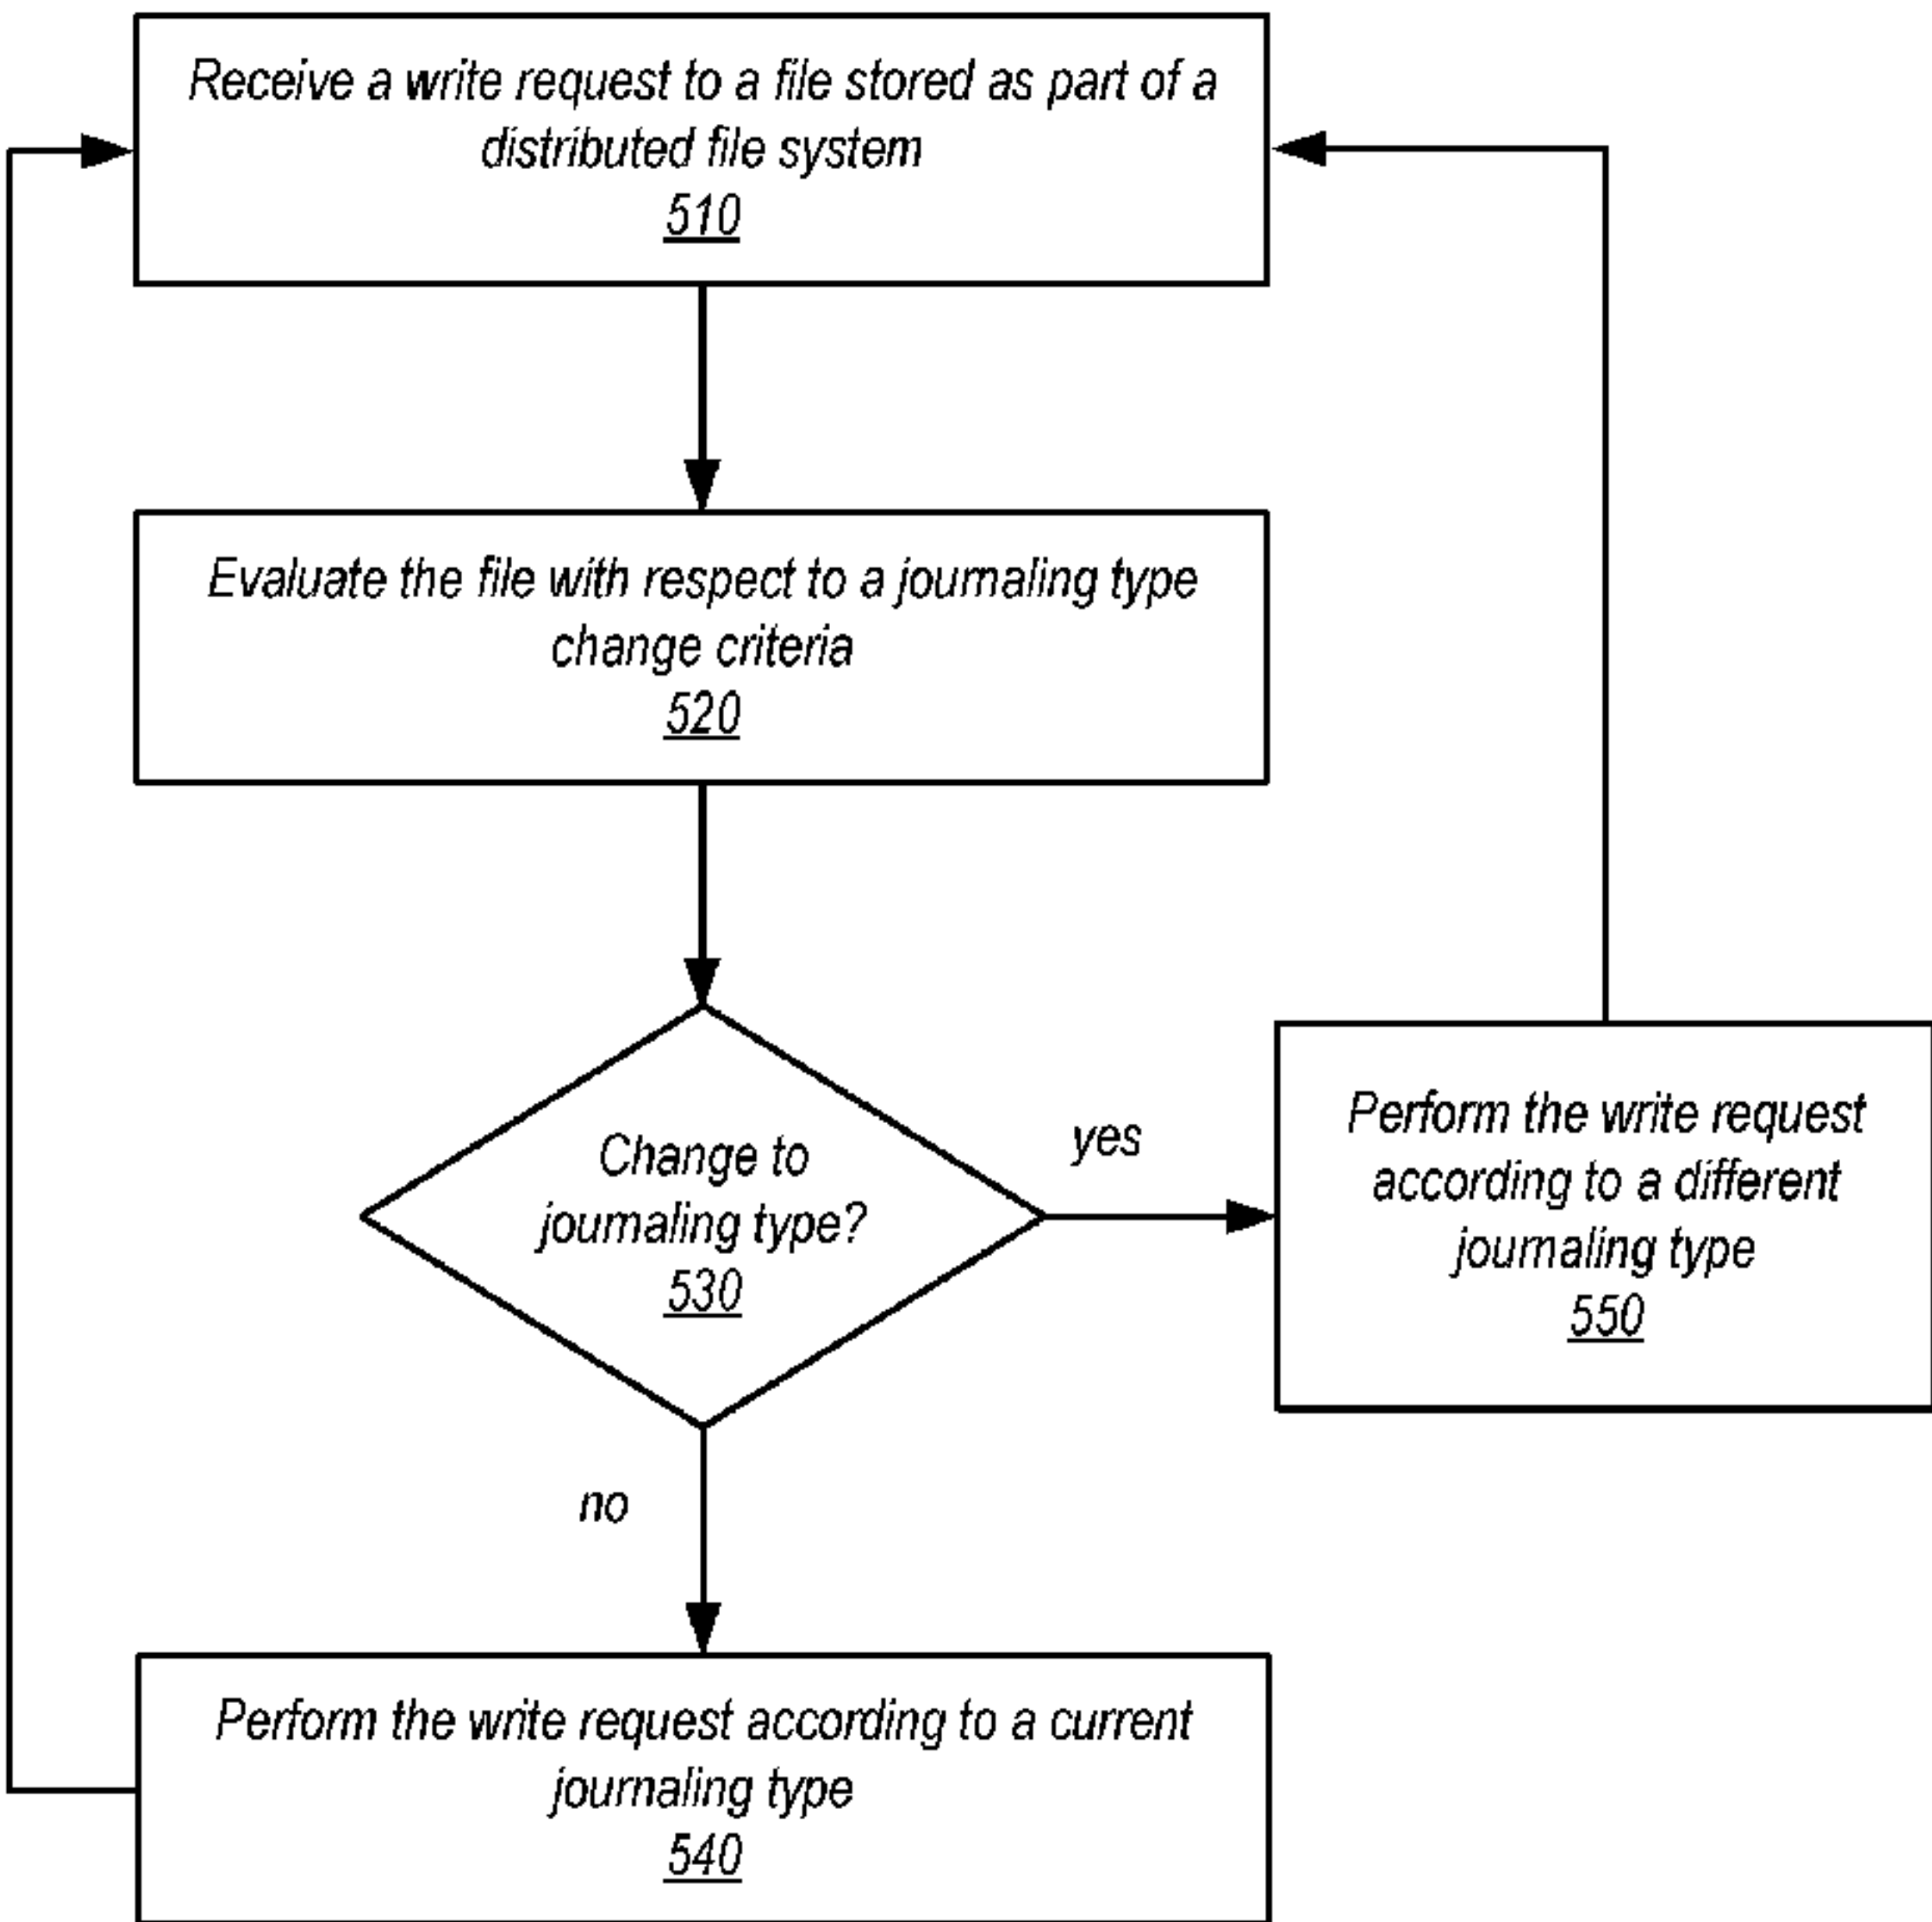 Receive a write request to a file stored as part of a
distributed file system
510
Evaluate the file with respect to a journaling type
change criteria
520
Change to
journaling type?
530
yes
Perform the write request
according to a different
journaling type
550
no
Perform the write request according to a current
journaling type
540